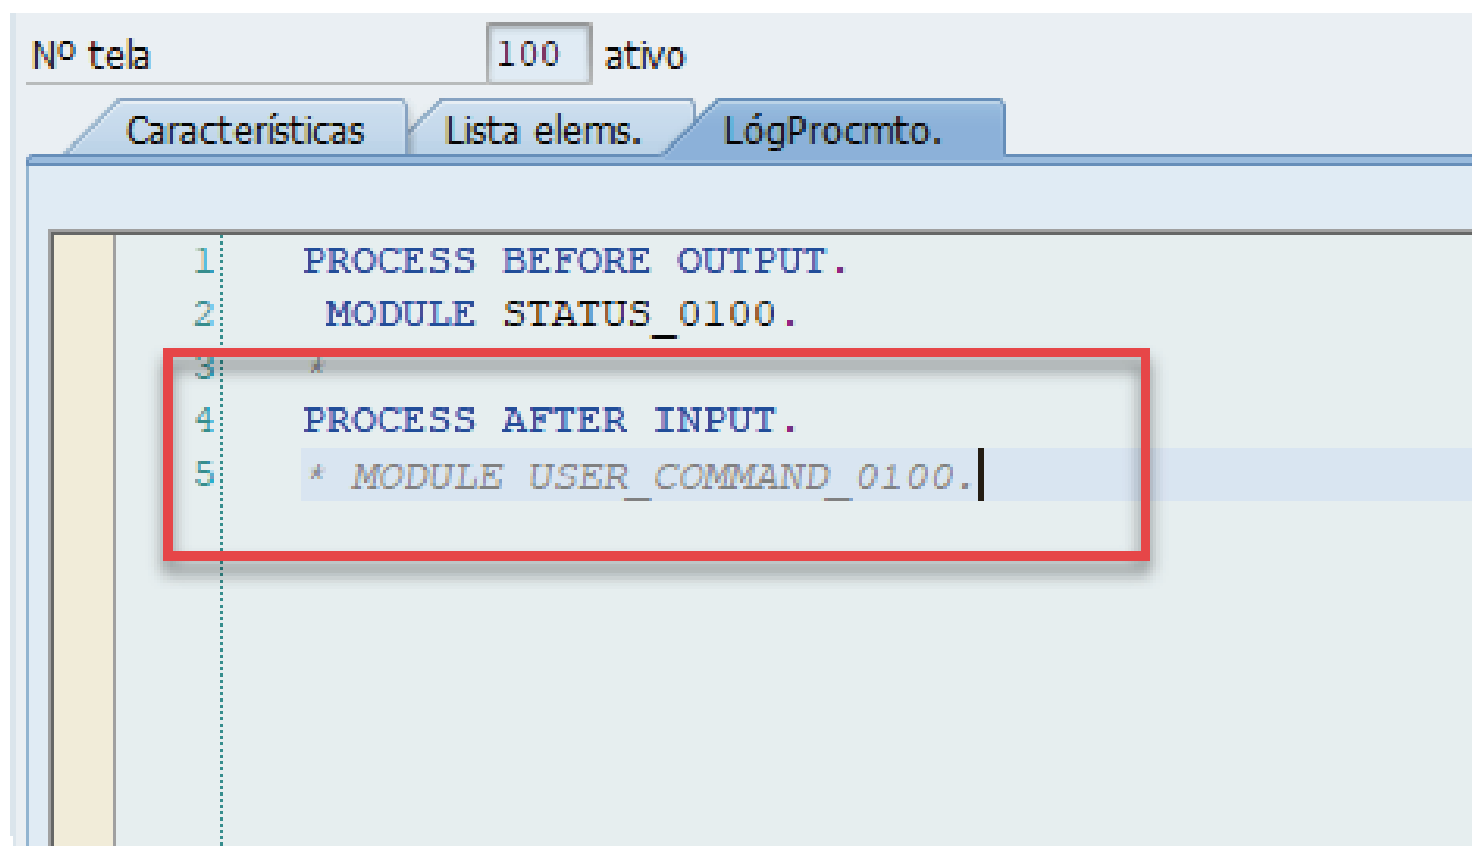 Nº tela 100 ativo
Características Lista elems. LógProcmto.
1 PROCESS BEFORE OUTPUT.
2 MODULE STATUS_0100.
3 *
4 PROCESS AFTER INPUT.
5 * MODULE USER_COMMAND_0100.